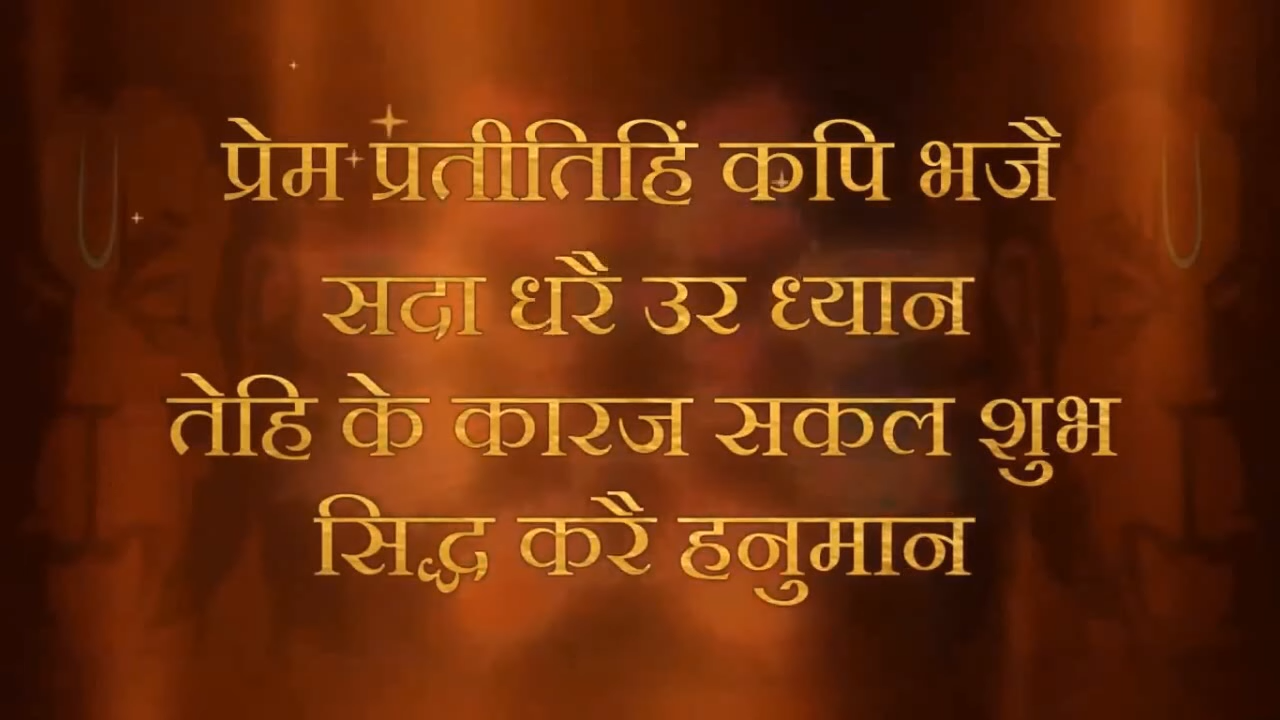 प्रेम प्रतीतिहिं कपि भजै
सदा धरै उर ध्यान
तेहि के कारज सकल शुभ
सिद्ध करै हनुमान